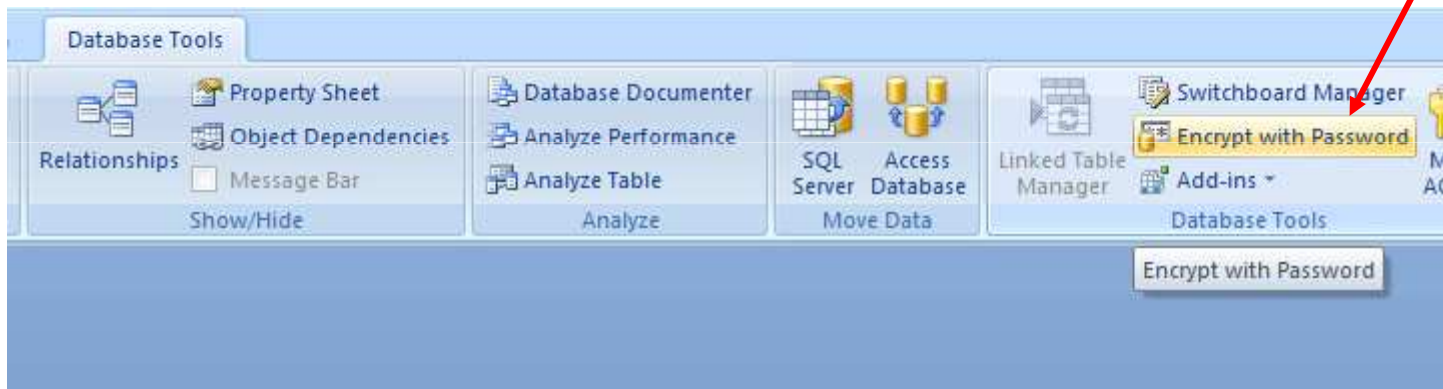 Database Tools
Relationships
Property Sheet
Object Dependencies
Message Bar
Show/Hide
Database Documenter
Analyze Performance
Analyze Table
Analyze
SQL
Server
Access
Database
Move Data
Linked Table
Manager
Switchboard Manager
Encrypt with Password
Add-ins
Database Tools
Encrypt with Password